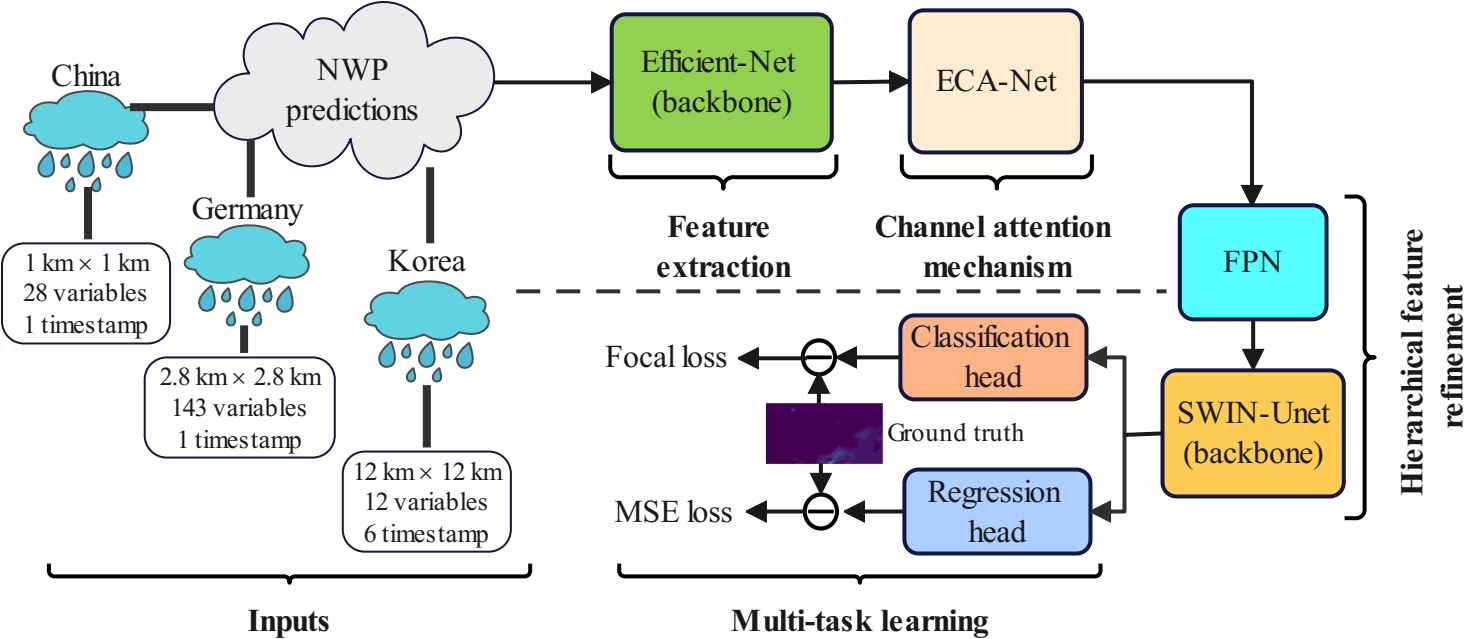 China
NWP
predictions
Efficient-Net
(backbone)
ECA-Net
Germany
Korea
1 km × 1 km
28 variables
1 timestamp
2.8 km × 2.8 km
143 variables
1 timestamp
12 km × 12 km
12 variables
6 timestamp
Inputs
Feature
extraction
Channel attention
mechanism
FPN
SWIN-Unet
(backbone)
Hierarchical feature
refinement
Classification
head
Focal loss
Ground truth
Regression
head
MSE loss
Multi-task learning